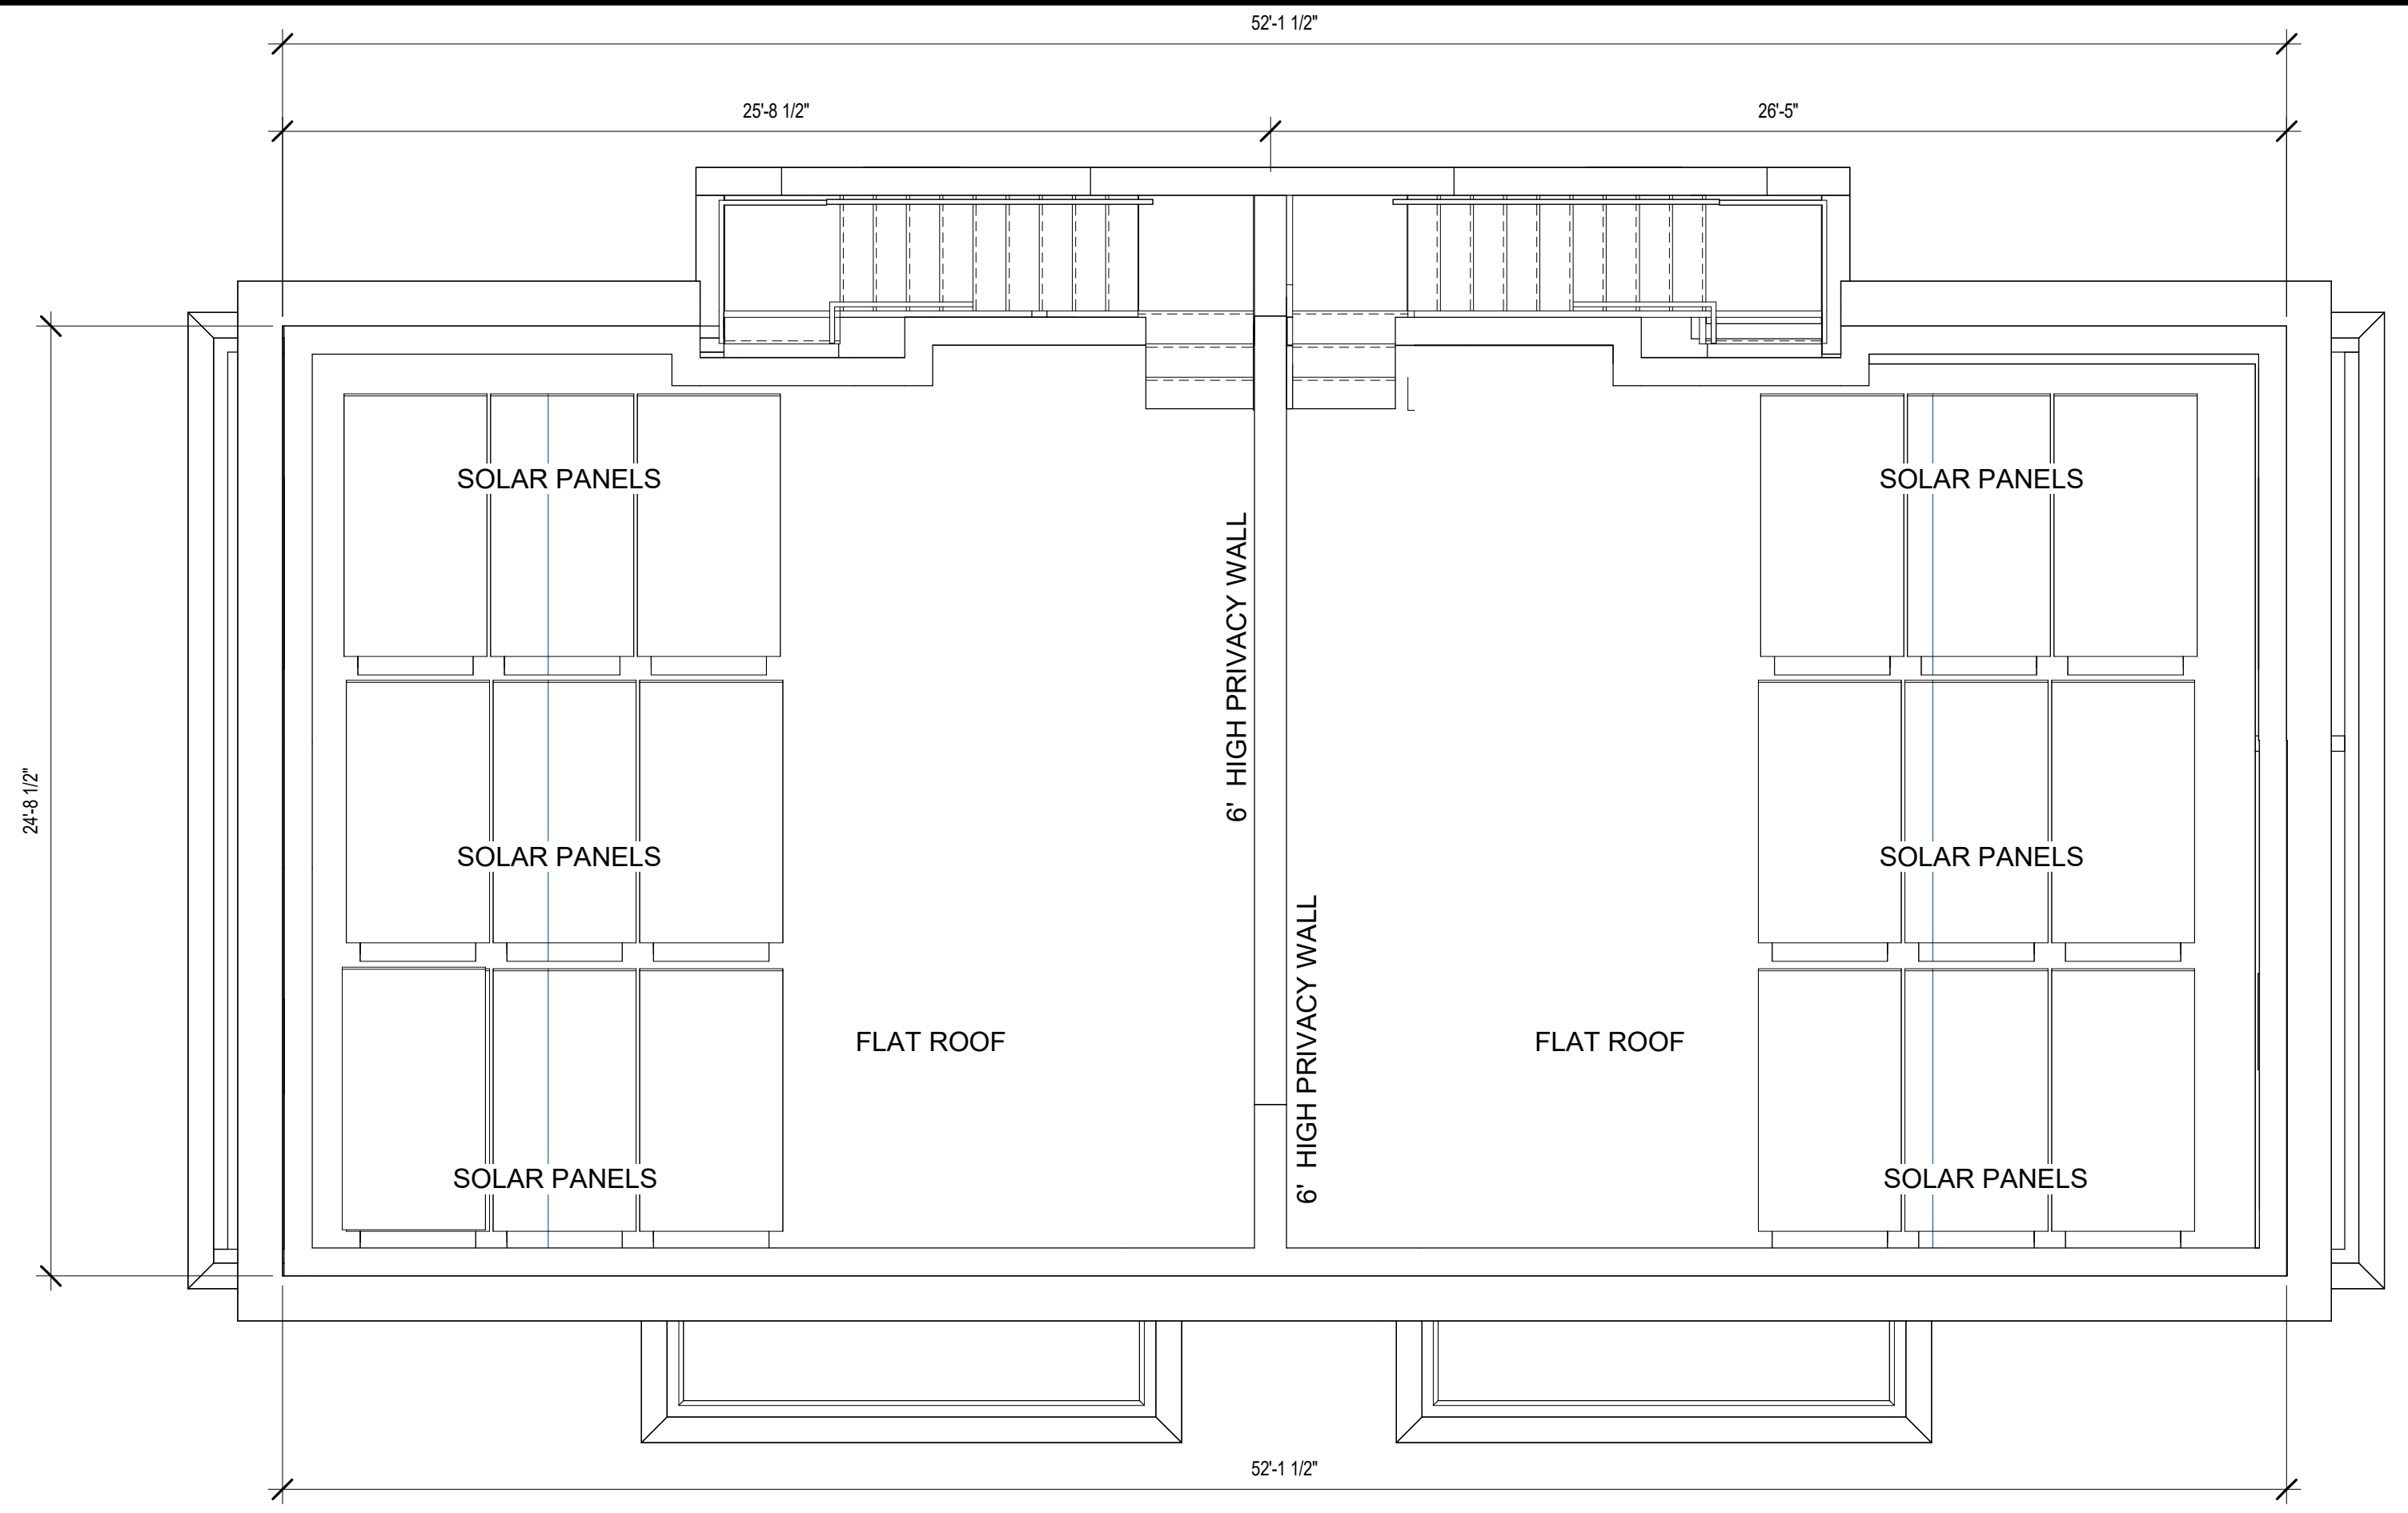 52'-1 1/2"
25'-8 1/2"
26'-5"
SOLAR PANELS
SOLAR PANELS
6' HIGH PRIVACY WALL
24'-8 1/2"
SOLAR PANELS
SOLAR PANELS
6' HIGH PRIVACY WALL
FLAT ROOF
FLAT ROOF
SOLAR PANELS
SOLAR PANELS
52'-1 1/2"